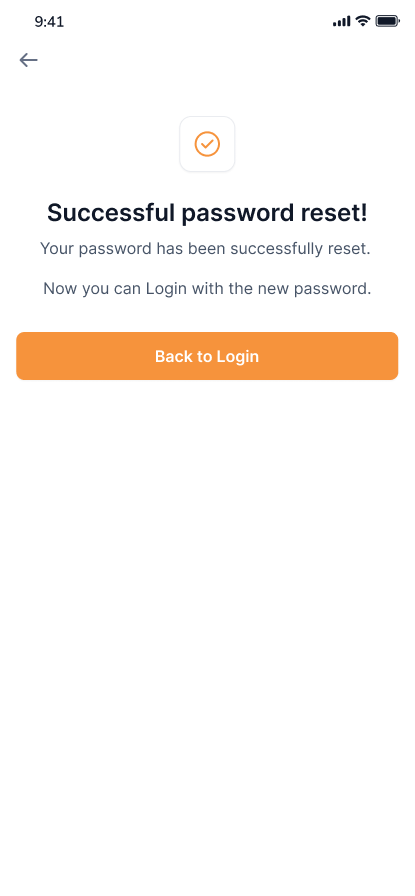 9:41
Successful password reset!
Your password has been successfully reset.
Now you can Login with the new password.
Back to Login